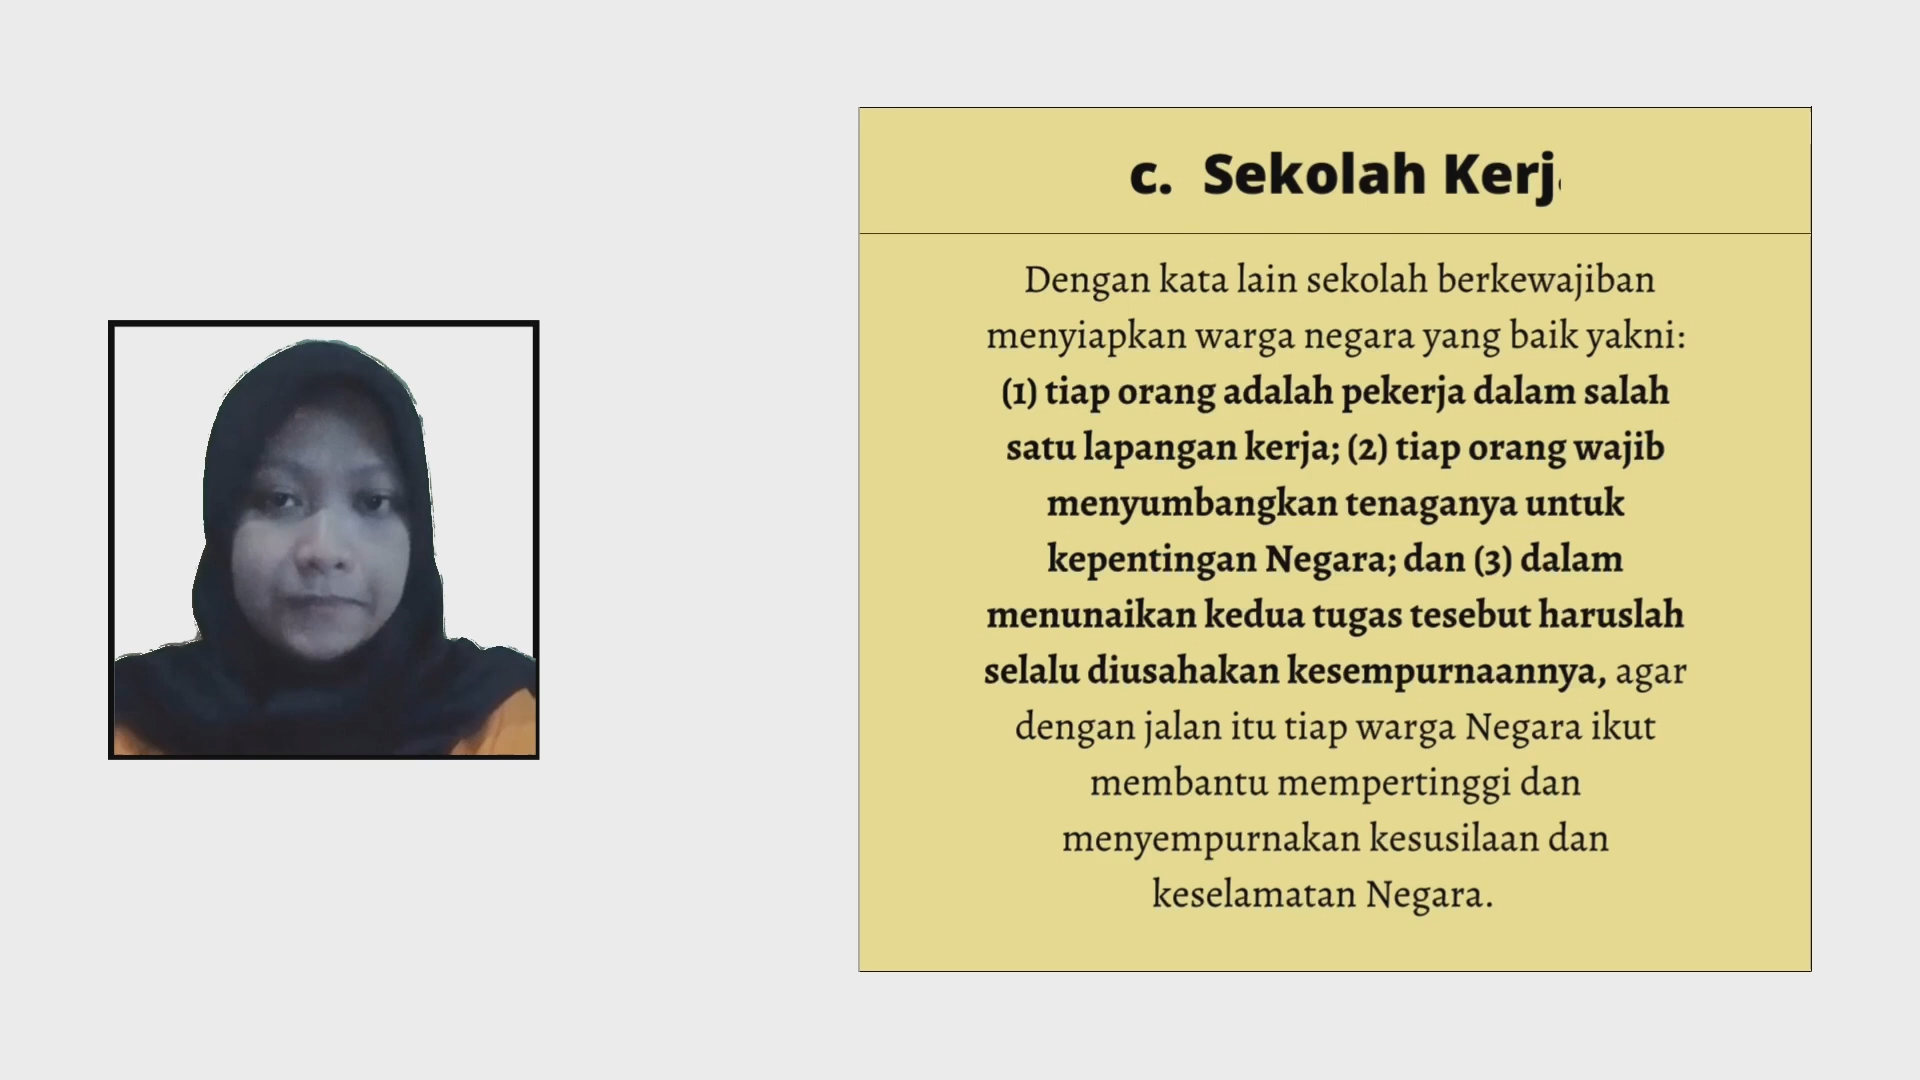 c. Sekolah Kerj
Dengan kata lain sekolah berkewajiban
menyiapkan warga negara yang baik yakni:
(1) tiap orang adalah pekerja dalam salah
satu lapangan kerja; (2) tiap orang wajib
menyumbangkan tenaganya untuk
kepentingan Negara; dan (3) dalam
menunaikan kedua tugas tesebut haruslah
selalu diusahakan kesempurnaannya, agar
dengan jalan itu tiap warga Negara ikut
membantu mempertinggi dan
menyempurnakan kesusilaan dan
keselamatan Negara.